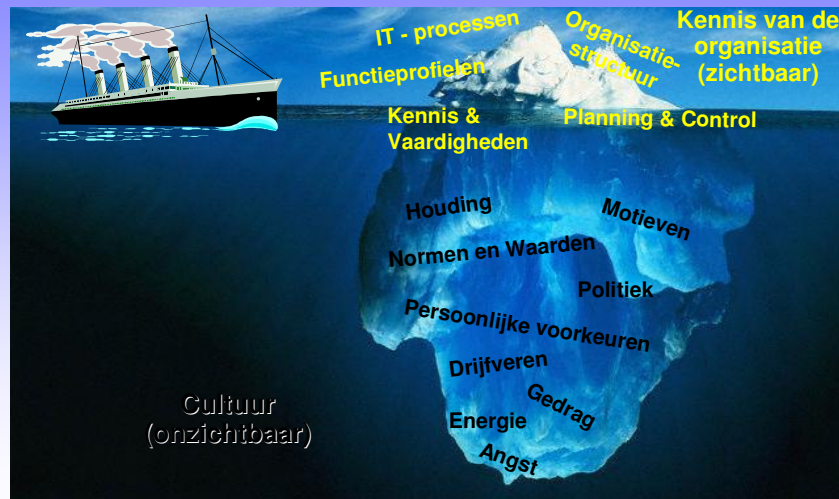 IT - processen
Organisatie-
structuur
Kennis van de
organisatie
(zichtbaar)
Functieprofielen
Kennis &
Vaardigheden
Planning & Control
Houding
Motieven
Normen en Waarden
Politiek
Persoonlijke voorkeuren
Drijfveren
Gedrag
Cultuur
(onzichtbaar)
Energie
Angst